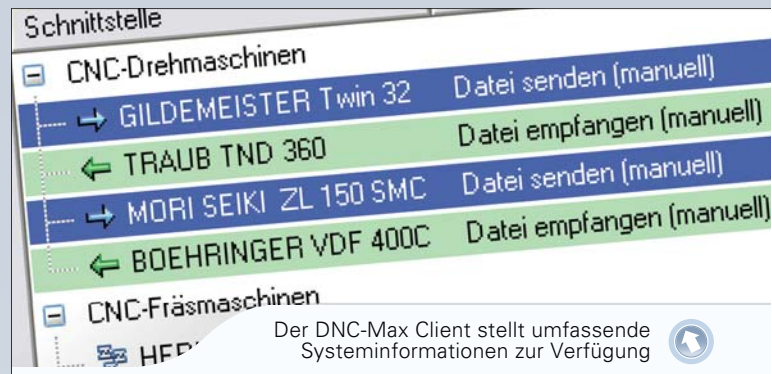 Schnittstelle
CNC-Drehmaschinen
GILDEMEISTER Twin 32 Datei senden (manuell)
TRAUB TND 360 Datei empfangen (manuell)
MORI SEIKI ZL 150 SMC Datei senden (manuell)
BOEHRINGER VDF 400C Datei empfangen (manuell)
CNC-Fräsmaschinen
Der DNC-Max Client stellt umfassende
Systeminformationen zur Verfügung